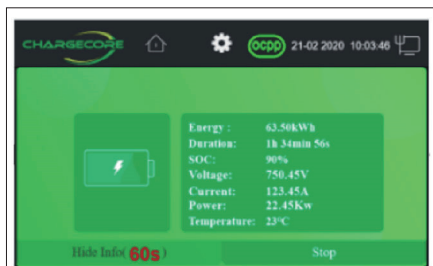 CHARGECORE ocpp 21-02 2020 10:03:46
Energy : 63.50kWh
Duration: 1h 34min 56s
SOC: 90%
Voltage: 750.45V
Current: 123.45A
Power: 22.45Kw
Temperature: 23°C
Hide Info( 60s ) Stop